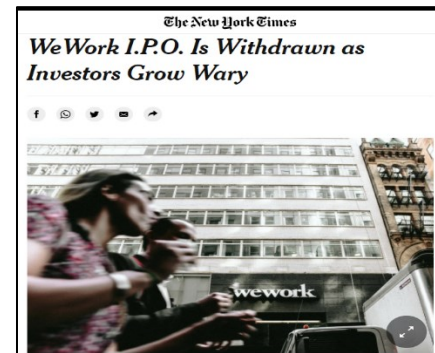 The New York Times
WeWork I.P.O. Is Withdrawn as
Investors Grow Wary
wework